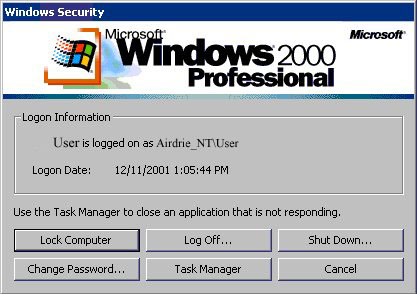 Windows Security
Microsoft
Microsoft
Windows 2000
Professional
Logon Information
User is logged on as Airdrie_NT\User
Logon Date: 12/11/2001 1:05:44 PM
Use the Task Manager to close an application that is not responding.
Lock Computer Log Off... Shut Down...
Change Password... Task Manager Cancel